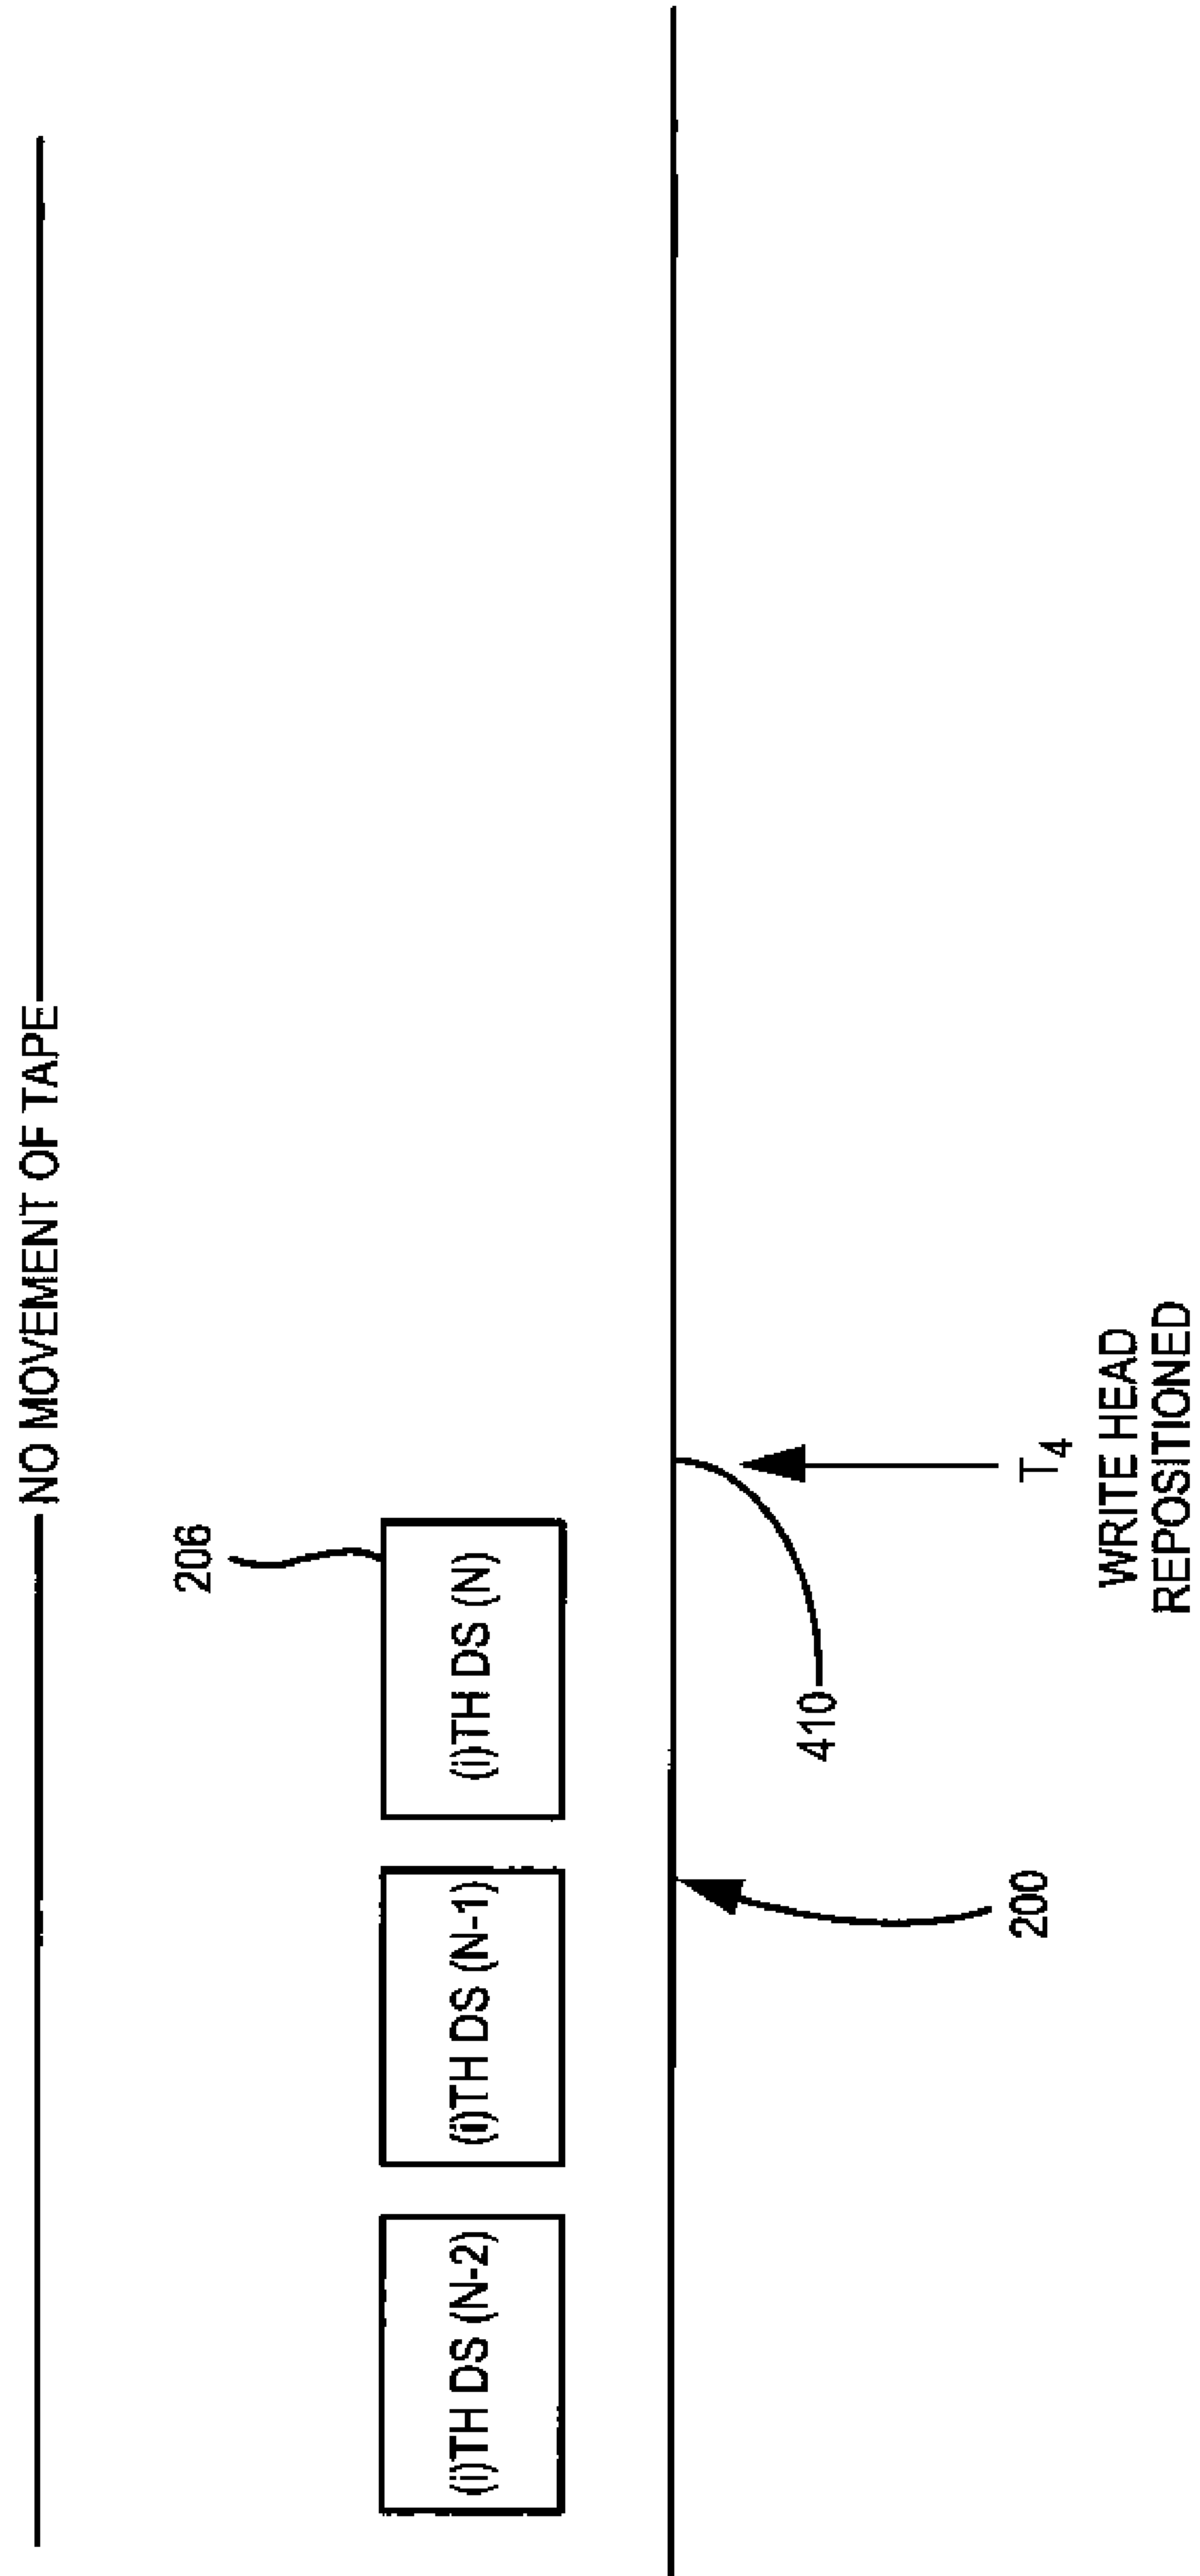 NO MOVEMENT OF TAPE
206
(i)TH DS (N-2)
(i)TH DS (N-1)
(i)TH DS (N)
410
200
T4
WRITE HEAD
REPOSITIONED